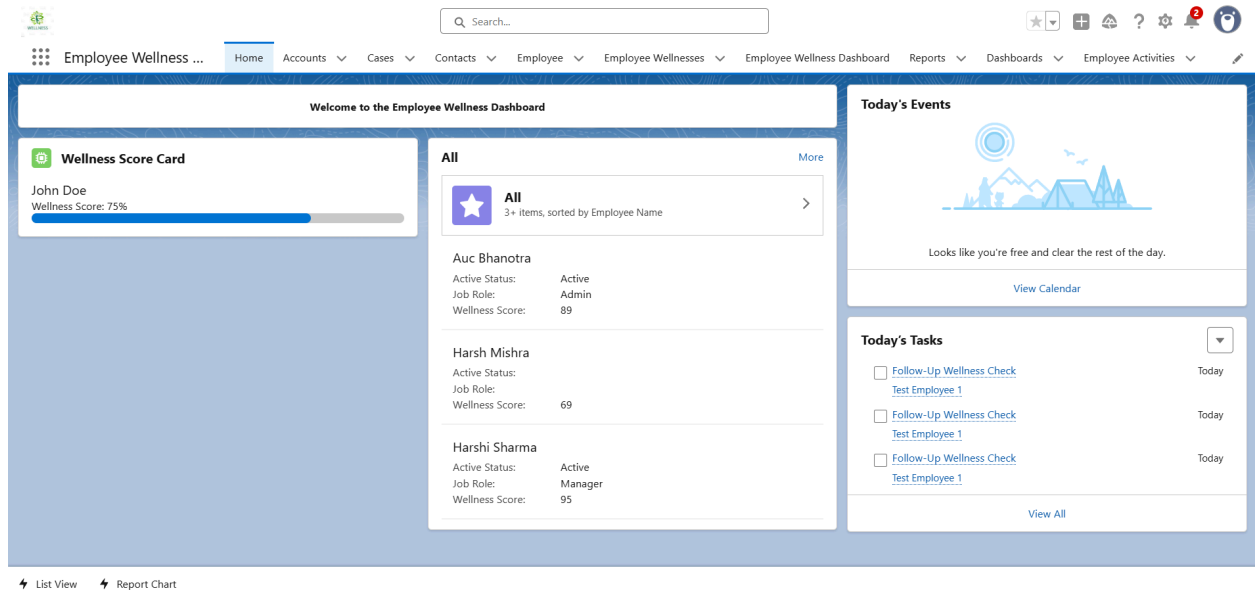 WELLNESS
Search...
2
Employee Wellness ...
Home
Accounts
Cases
Contacts
Employee
Employee Wellnesses
Employee Wellness Dashboard
Reports
Dashboards
Employee Activities
Welcome to the Employee Wellness Dashboard
Wellness Score Card
John Doe
Wellness Score: 75%
All
More
All
3+ items, sorted by Employee Name
Auc Bhanotra
Active Status: Active
Job Role: Admin
Wellness Score: 89
Harsh Mishra
Active Status:
Job Role:
Wellness Score: 69
Harshi Sharma
Active Status: Active
Job Role: Manager
Wellness Score: 95
Today's Events
Looks like you're free and clear the rest of the day.
View Calendar
Today's Tasks
Follow-Up Wellness Check Today
Test Employee 1
Follow-Up Wellness Check Today
Test Employee 1
Follow-Up Wellness Check Today
Test Employee 1
View All
List View
Report Chart